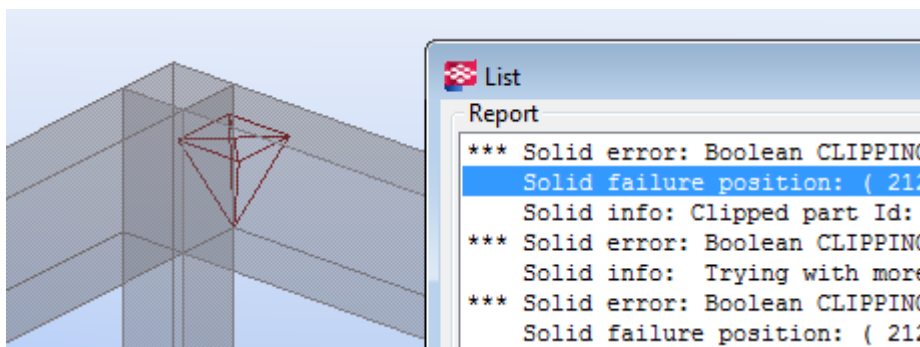 List
Report
*** Solid error: Boolean CLIPPING
Solid failure position: ( 212
Solid info: Clipped part Id:
*** Solid error: Boolean CLIPPING
Solid info:  Trying with more
*** Solid error: Boolean CLIPPING
Solid failure position: ( 212